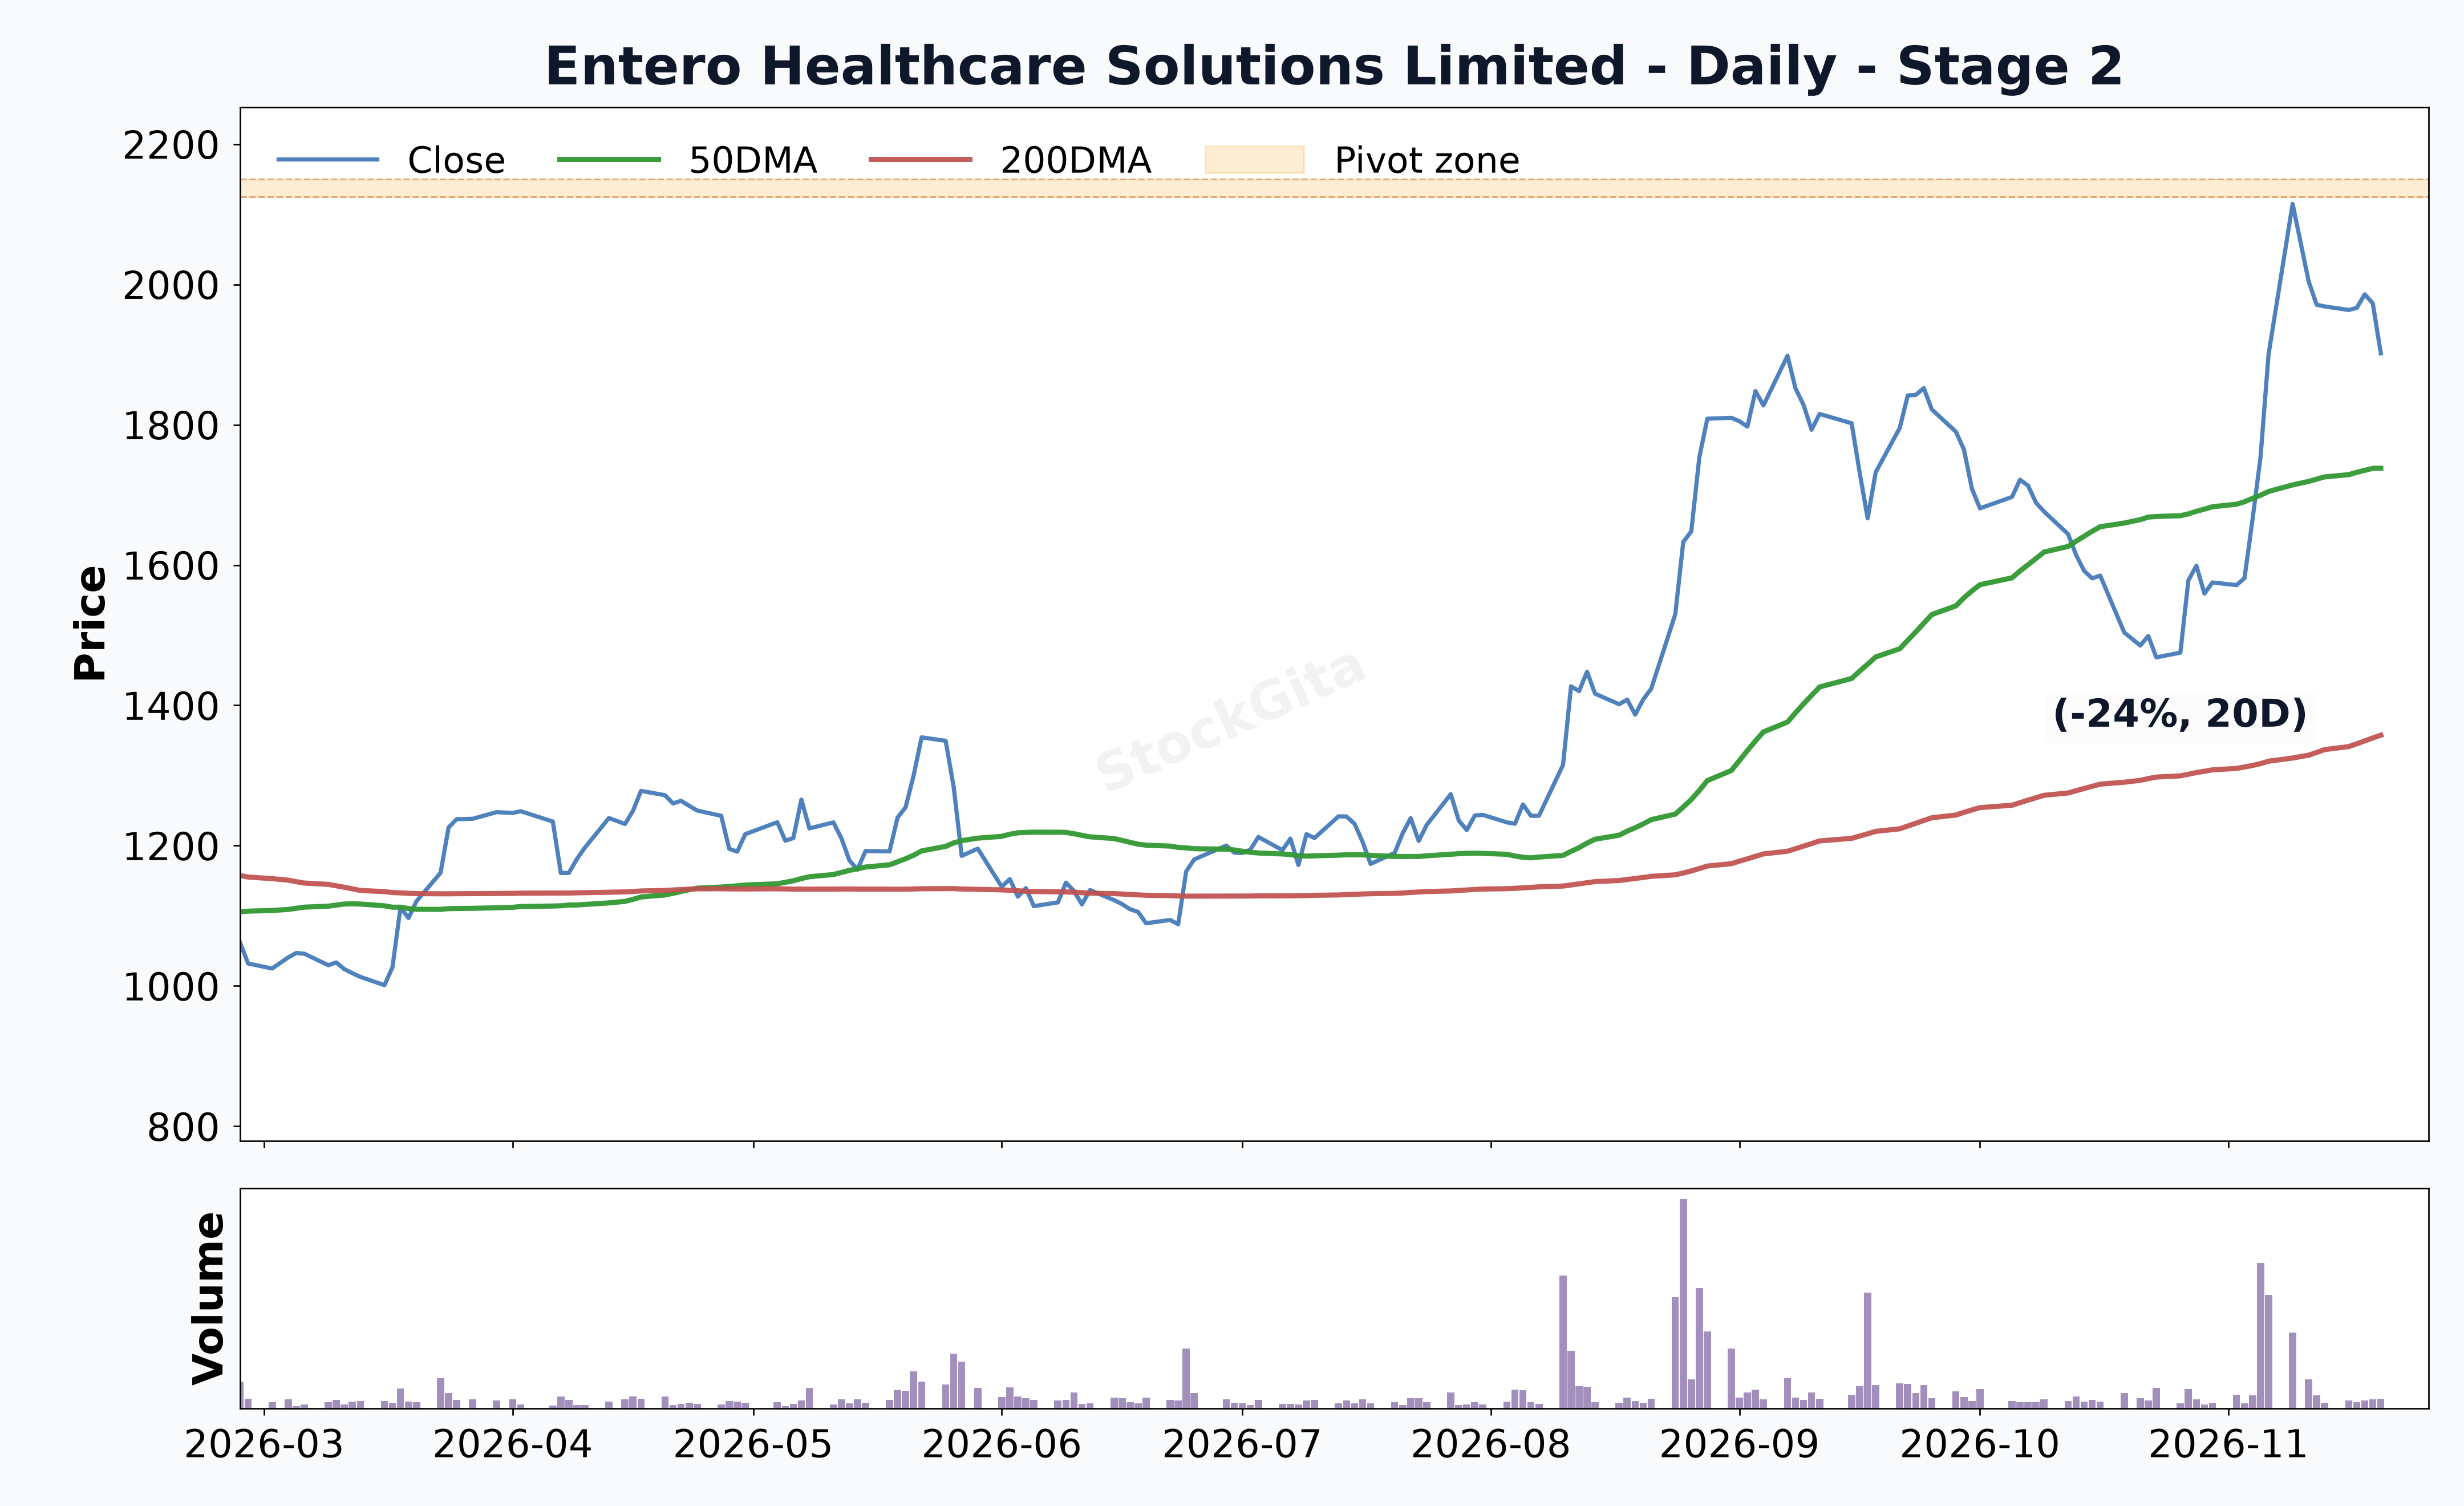 Entero Healthcare Solutions Limited - Daily - Stage 2
Close 50DMA 200DMA Pivot zone
Price
2200
2000
1800
1600
1400
1200
1000
800
StockGita
(-24%, 20D)
Volume
2026-03 2026-04 2026-05 2026-06 2026-07 2026-08 2026-09 2026-10 2026-11